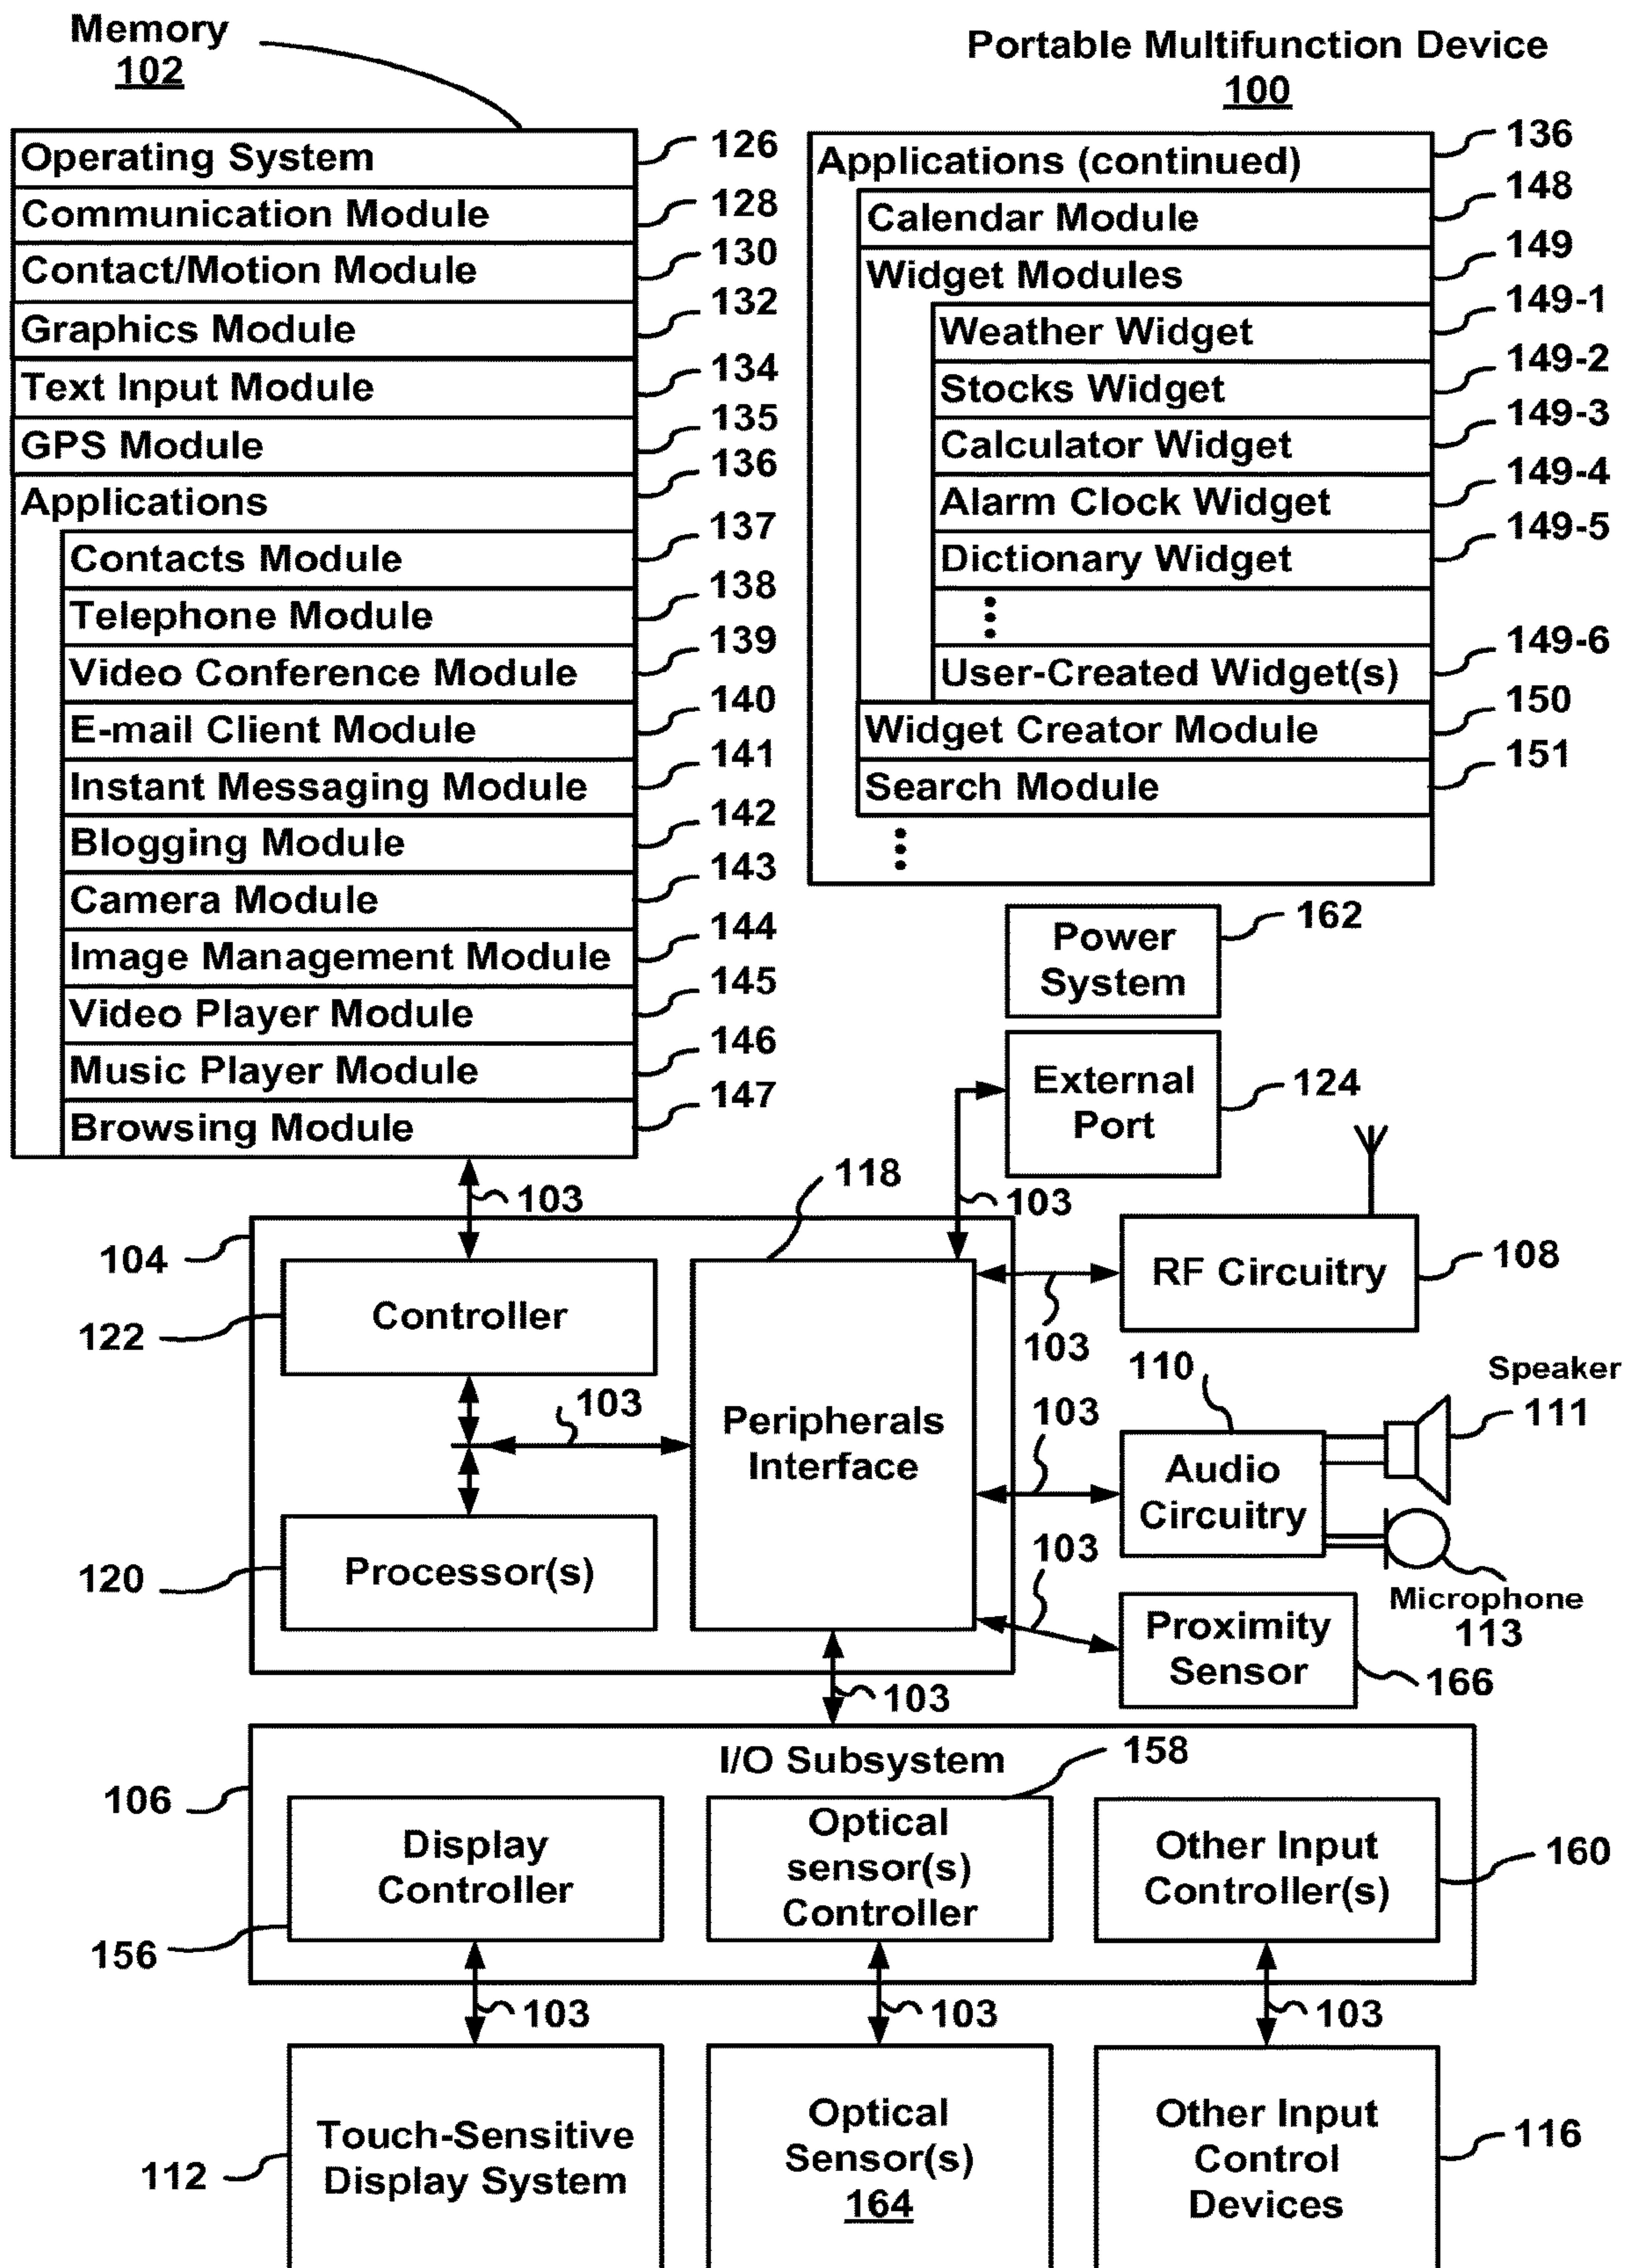 Memory
102
Portable Multifunction Device
100
Operating System 126
Communication Module 128
Contact/Motion Module 130
Graphics Module 132
Text Input Module 134
GPS Module 135
Applications 136
Contacts Module 137
Telephone Module 138
Video Conference Module 139
E-mail Client Module 140
Instant Messaging Module 141
Blogging Module 142
Camera Module 143
Image Management Module 144
Video Player Module 145
Music Player Module 146
Browsing Module 147
Applications (continued) 136
Calendar Module 148
Widget Modules 149
Weather Widget 149-1
Stocks Widget 149-2
Calculator Widget 149-3
Alarm Clock Widget 149-4
Dictionary Widget 149-5
User-Created Widget(s) 149-6
Widget Creator Module 150
Search Module 151
Power
System
162
External
Port
124
103
118
103
104
Controller
122
RF Circuitry
108
103
103
Peripherals
Interface
110
Speaker
111
103
Audio
Circuitry
Processor(s)
120
103
Microphone
113
Proximity
Sensor
166
103
I/O Subsystem
158
106
Display
Controller
156
Optical
sensor(s)
Controller
Other Input
Controller(s)
160
103
103
103
Touch-Sensitive
Display System
112
Optical
Sensor(s)
164
Other Input
Control
Devices
116